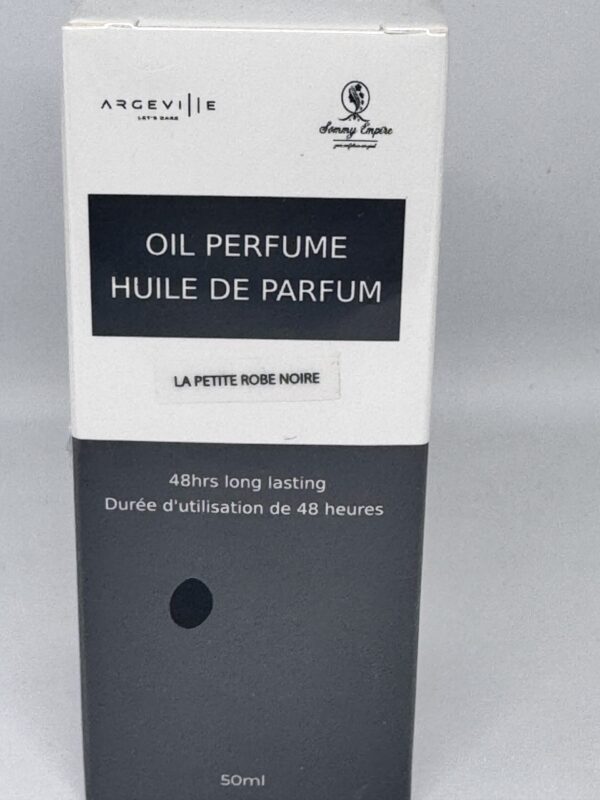 ARGEVILLE
LET'S DARE
Sommy Empire
OIL PERFUME
HUILE DE PARFUM
LA PETITE ROBE NOIRE
48hrs long lasting
Durée d'utilisation de 48 heures
50ml